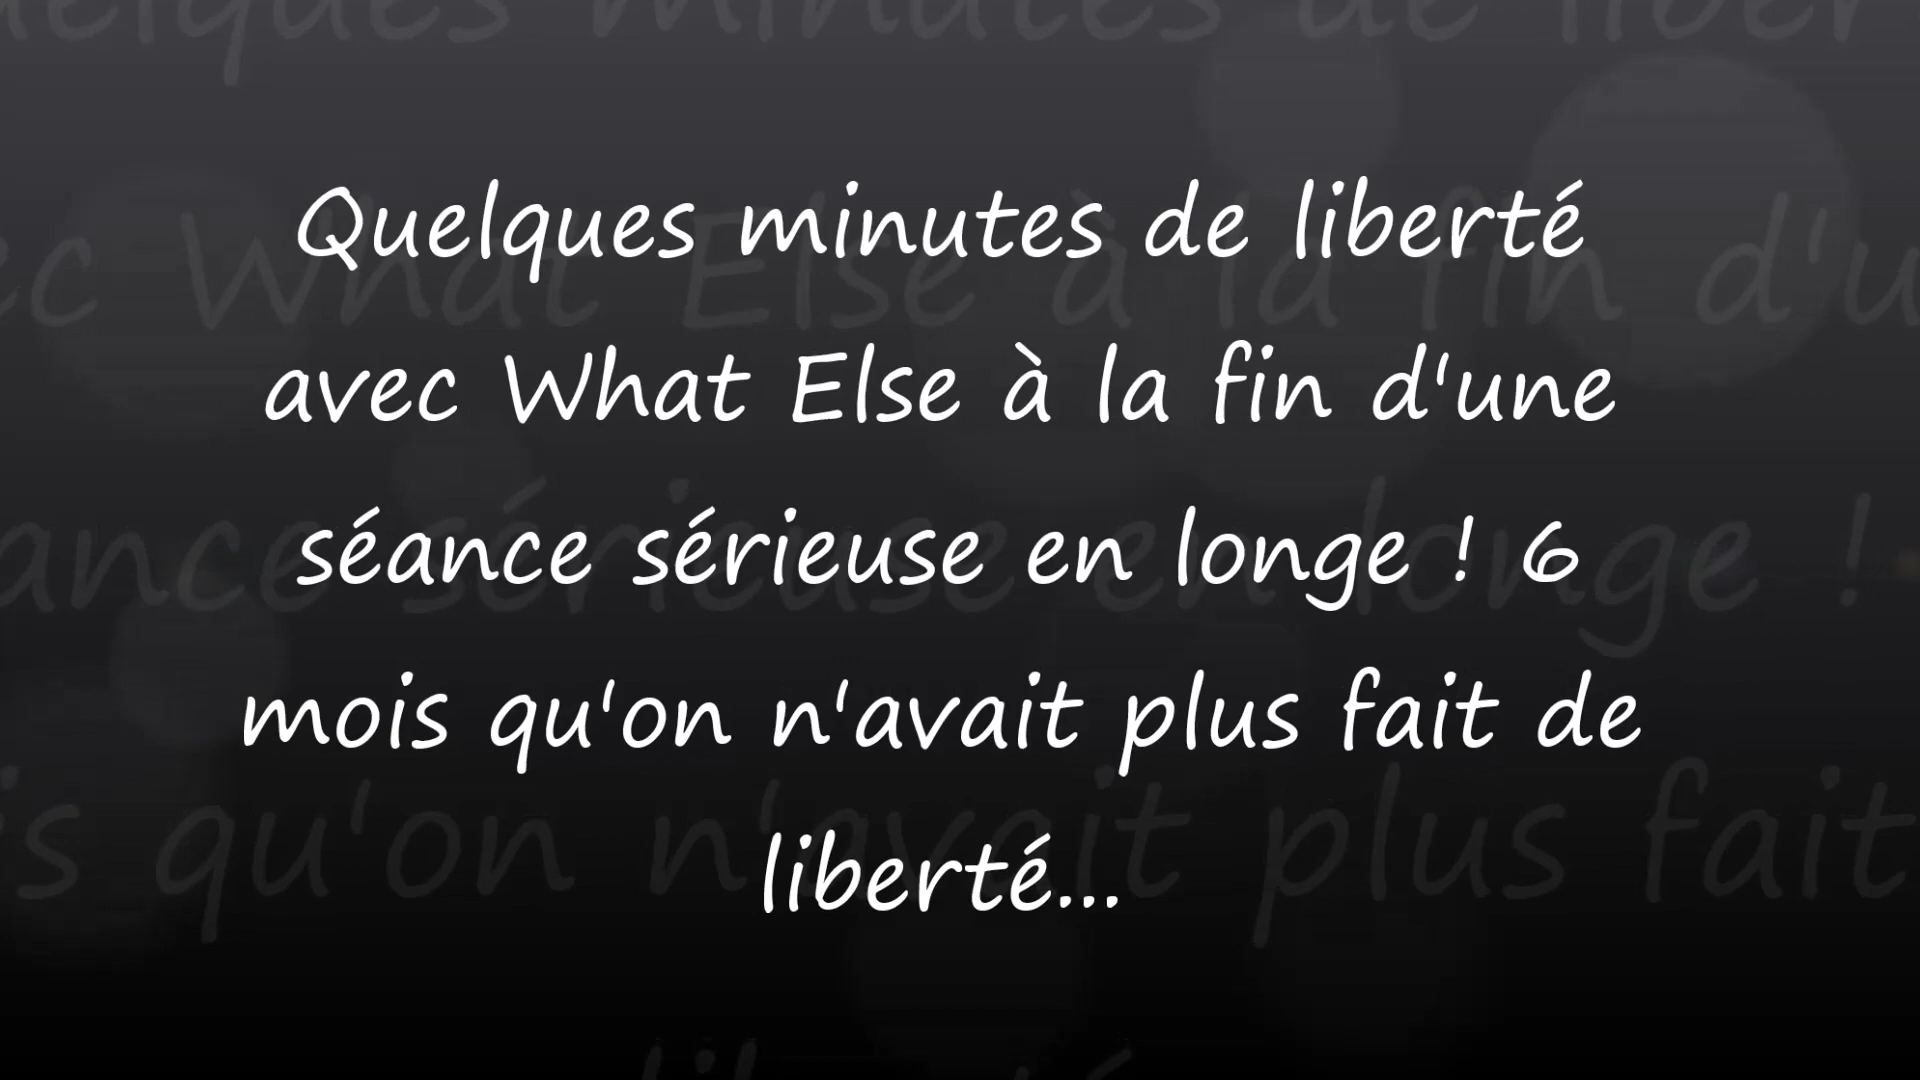 Quelques minutes de liberté
avec What Else à la fin d'une
séance sérieuse en longe ! 6
mois qu'on n'avait plus fait de
liberté...